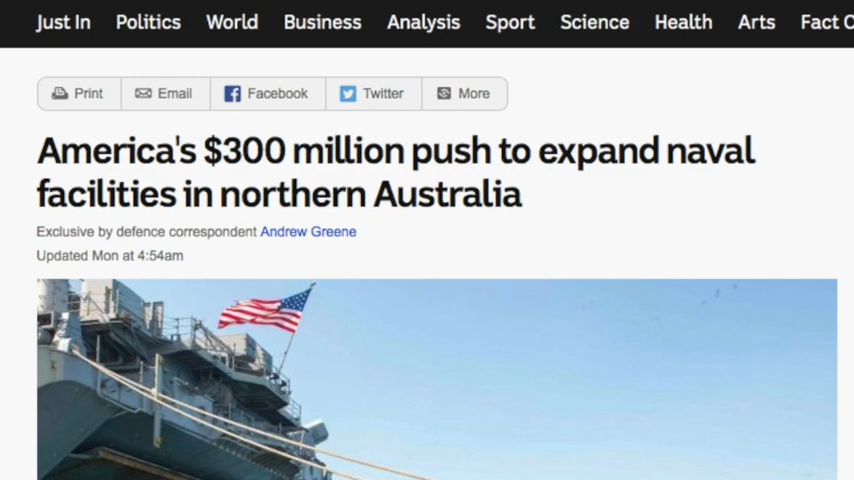 Just In Politics World Business Analysis Sport Science Health Arts Fact C
Print Email Facebook Twitter More
America's $300 million push to expand naval
facilities in northern Australia
Exclusive by defence correspondent Andrew Greene
Updated Mon at 4:54am